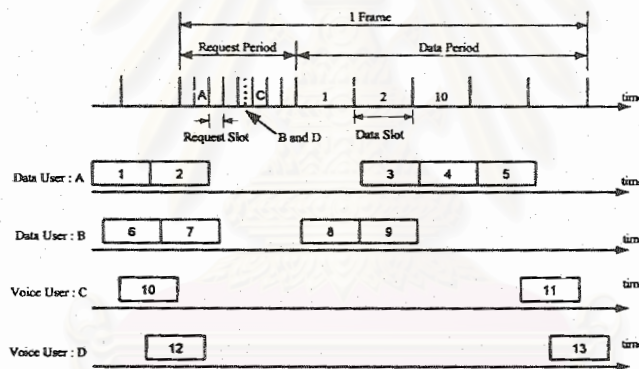 1 Frame
Request Period
Data Period
A
C
1
2
10
time
Request Slot
B and D
Data Slot
Data User : A
1
2
3
4
5
time
Data User : B
6
7
8
9
time
Voice User : C
10
11
time
Voice User : D
12
13
time